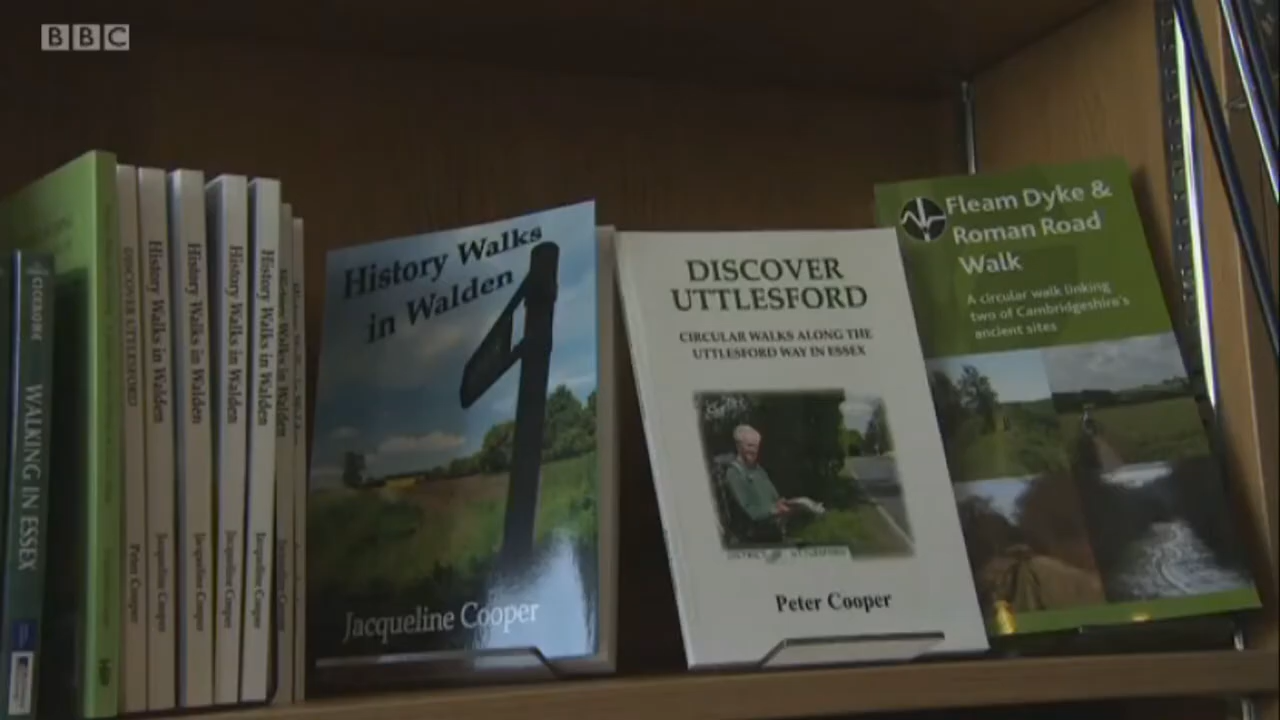 BBC
CICERONE
WALKING IN ESSEX
DISCOVER UTTLESFORD
Peter Cooper
History Walks in Walden
Jacqueline Cooper
History Walks in Walden
Jacqueline Cooper
History Walks in Walden
Jacqueline Cooper
History Walks in Walden
Jacqueline Cooper
History Walks in Walden
Jacqueline Cooper
History Walks
in Walden
Jacqueline Cooper
DISCOVER
UTTLESFORD
CIRCULAR WALKS ALONG THE
UTTLESFORD WAY IN ESSEX
DISTRICT UTTLESFORD
Peter Cooper
Fleam Dyke &
Roman Road
Walk
A circular walk linking
two of Cambridgeshire's
ancient sites